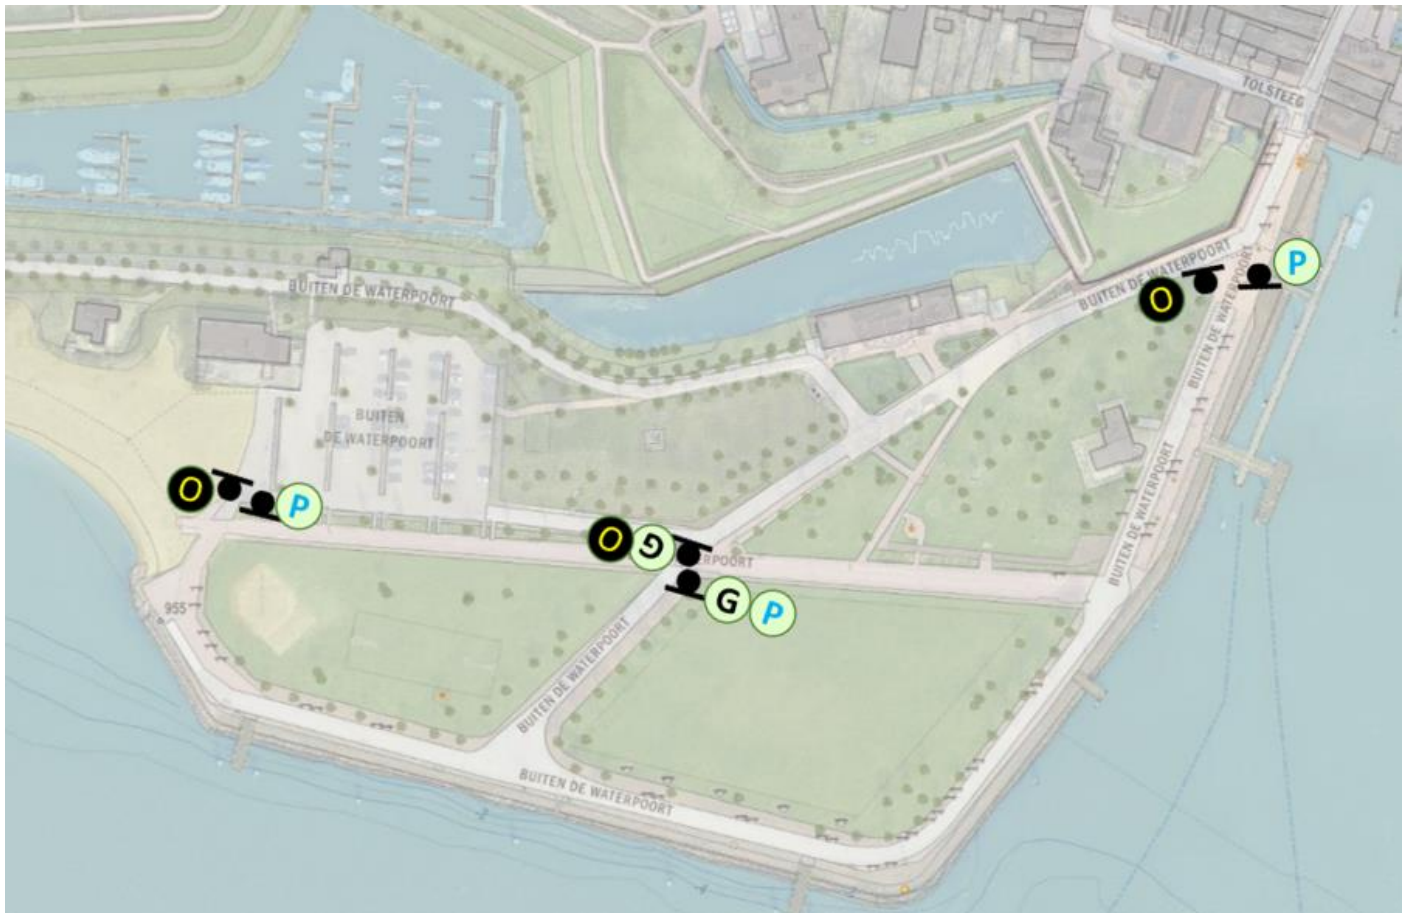 TOLSTEEG
BUITEN DE WATERPOORT
P
BUITEN DE WATERPOORT
O
BUITEN DE WATERPOORT
BUITEN
DE WATERPOORT
BUITEN DE WATERPOORT
O
P
O
G
ERPOORT
G
P
955
BUITEN DE WATERPOORT
BUITEN DE WATERPOORT